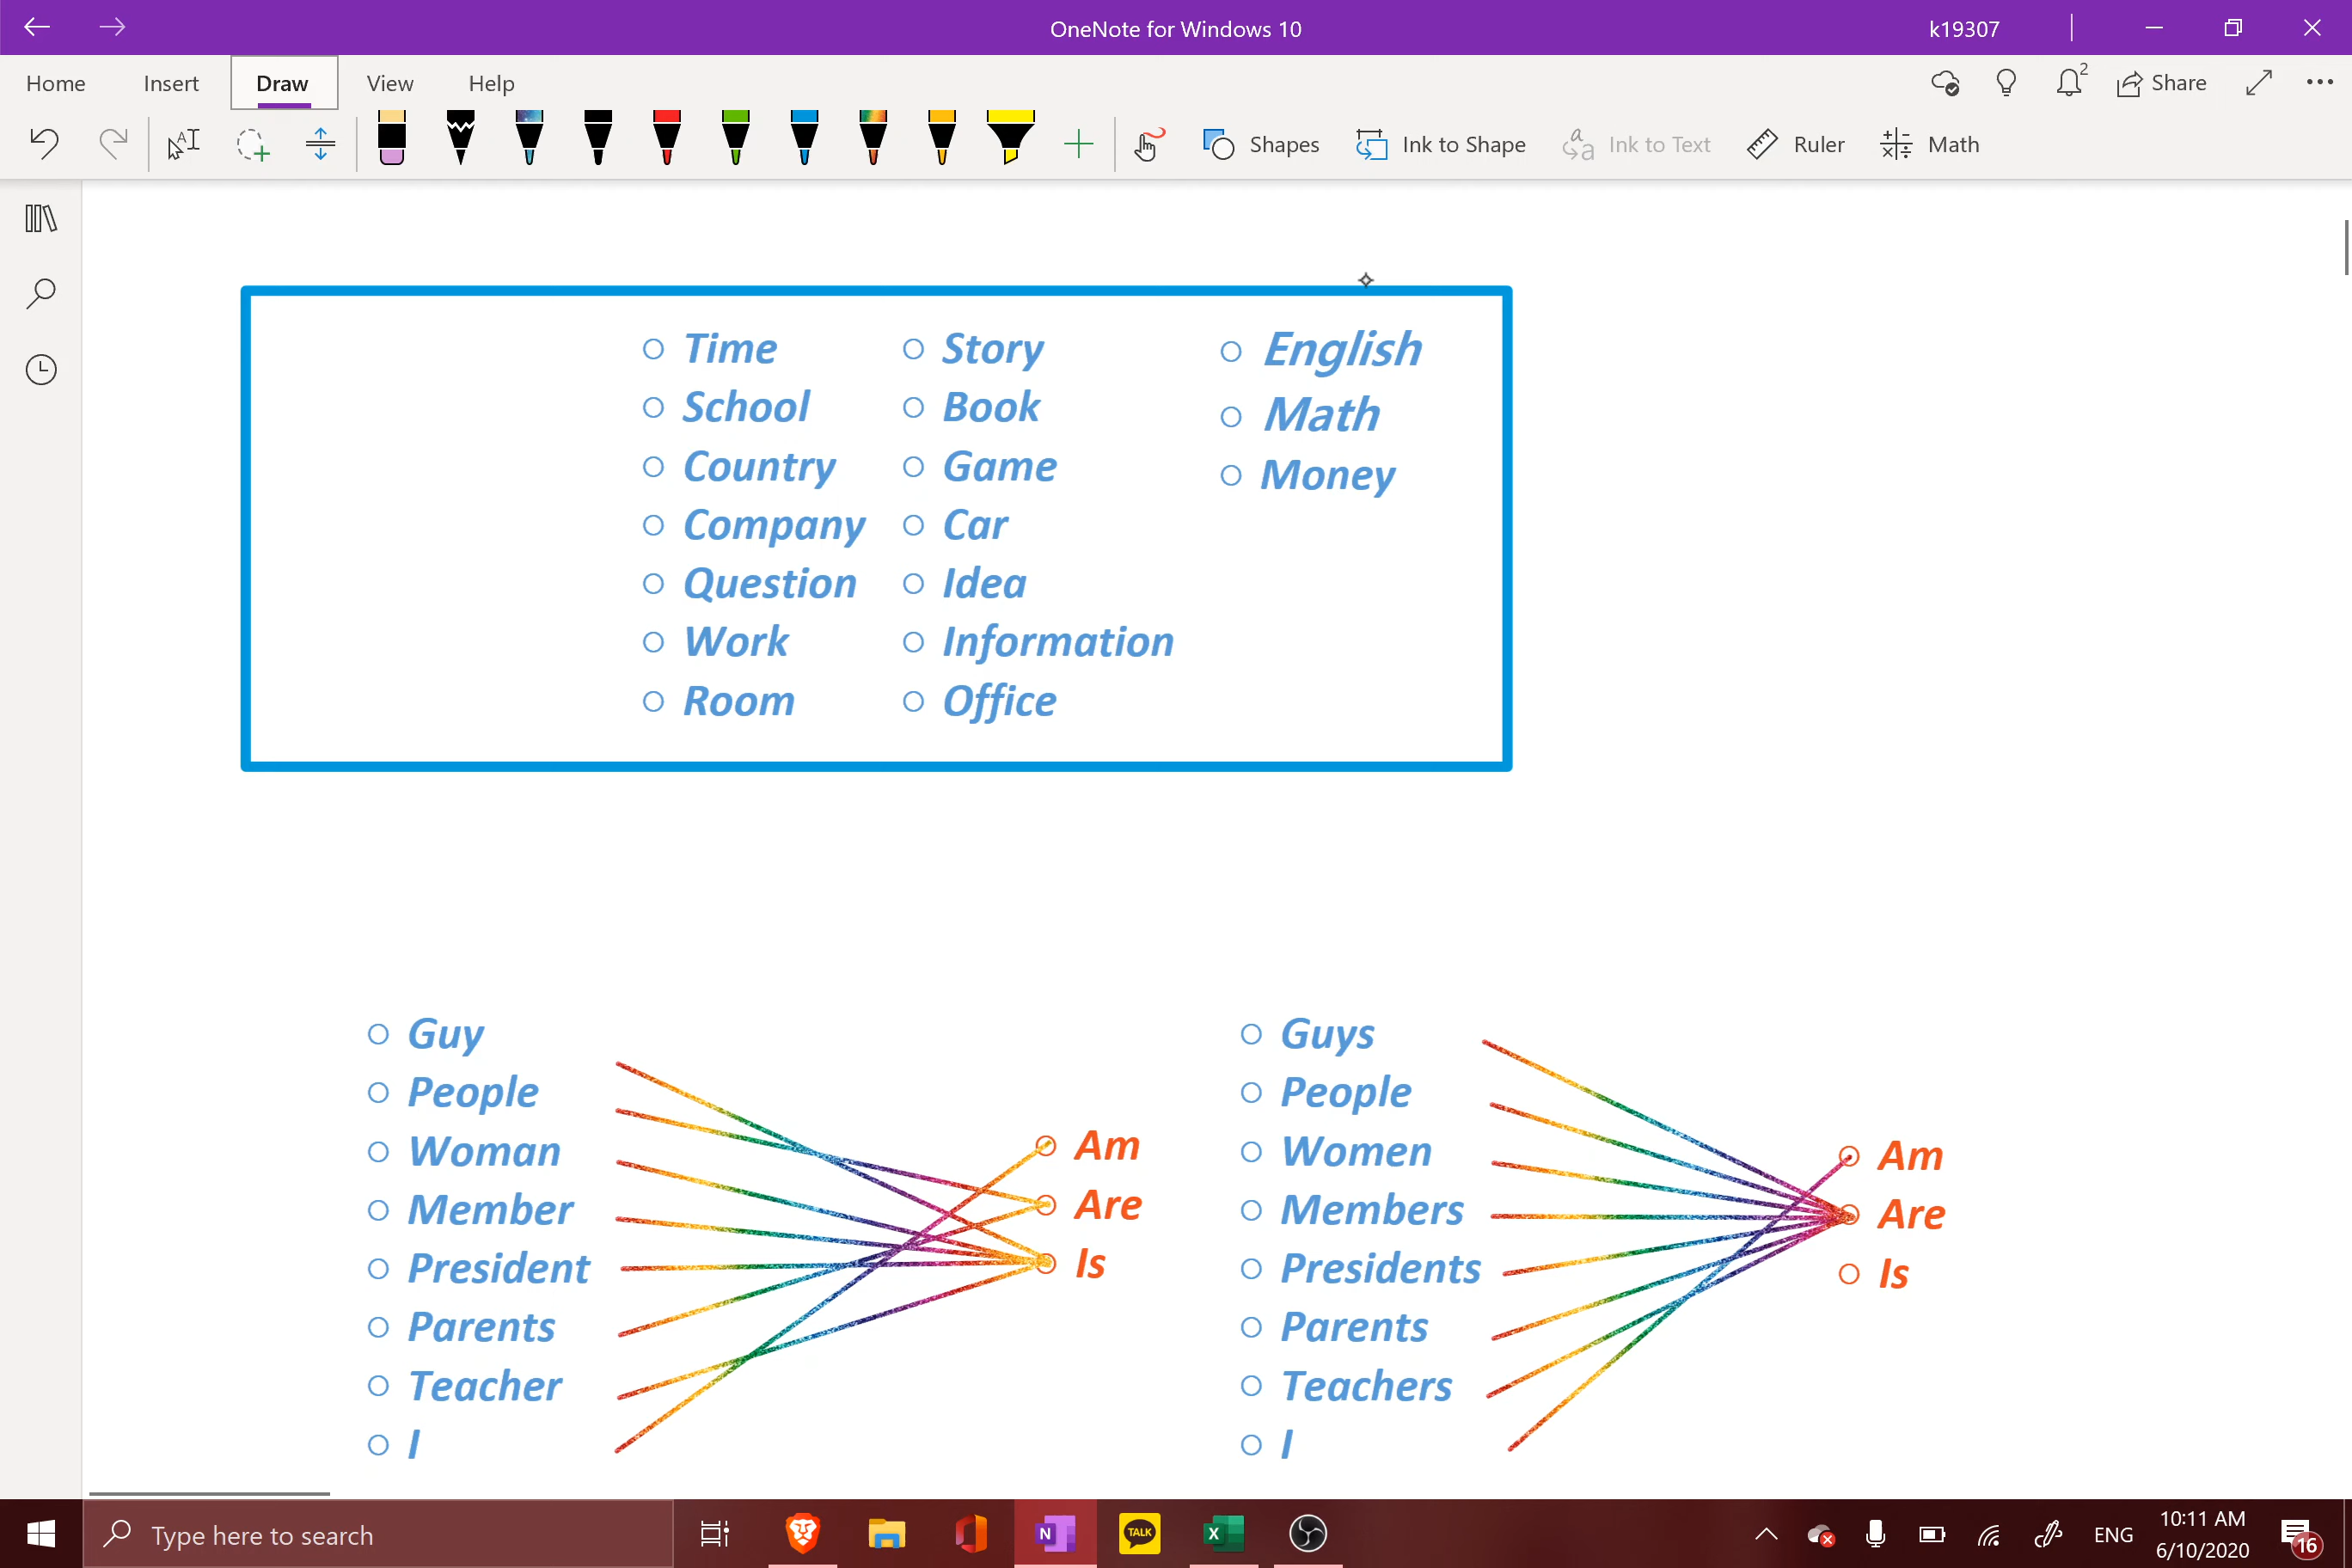 OneNote for Windows 10
k19307
Home
Insert
Draw
View
Help
2
Share
Shapes
Ink to Shape
Ink to Text
Ruler
Math
Time
School
Country
Company
Question
Work
Room
Story
Book
Game
Car
Idea
Information
Office
English
Math
Money
Guy
People
Woman
Member
President
Parents
Teacher
I
Am
Are
Is
Guys
People
Women
Members
Presidents
Parents
Teachers
I
Am
Are
Is
Type here to search
N
TALK
X
ENG
10:11 AM
6/10/2020
16